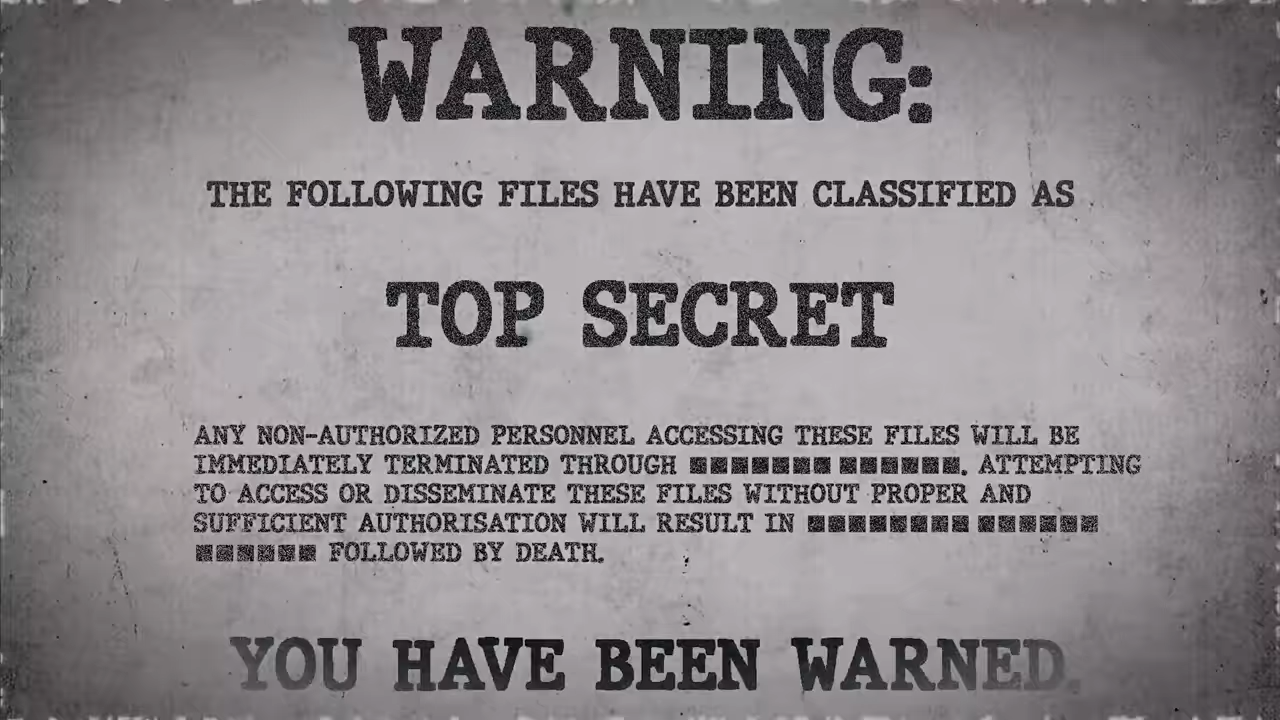 WARNING:
THE FOLLOWING FILES HAVE BEEN CLASSIFIED AS
TOP SECRET
ANY NON-AUTHORIZED PERSONNEL ACCESSING THESE FILES WILL BE
IMMEDIATELY TERMINATED THROUGH ■■■■■■■ ■■■■■■. ATTEMPTING
TO ACCESS OR DISSEMINATE THESE FILES WITHOUT PROPER AND
SUFFICIENT AUTHORISATION WILL RESULT IN ■■■■■■■■ ■■■■■■
■■■■■■ FOLLOWED BY DEATH.
YOU HAVE BEEN WARNED.